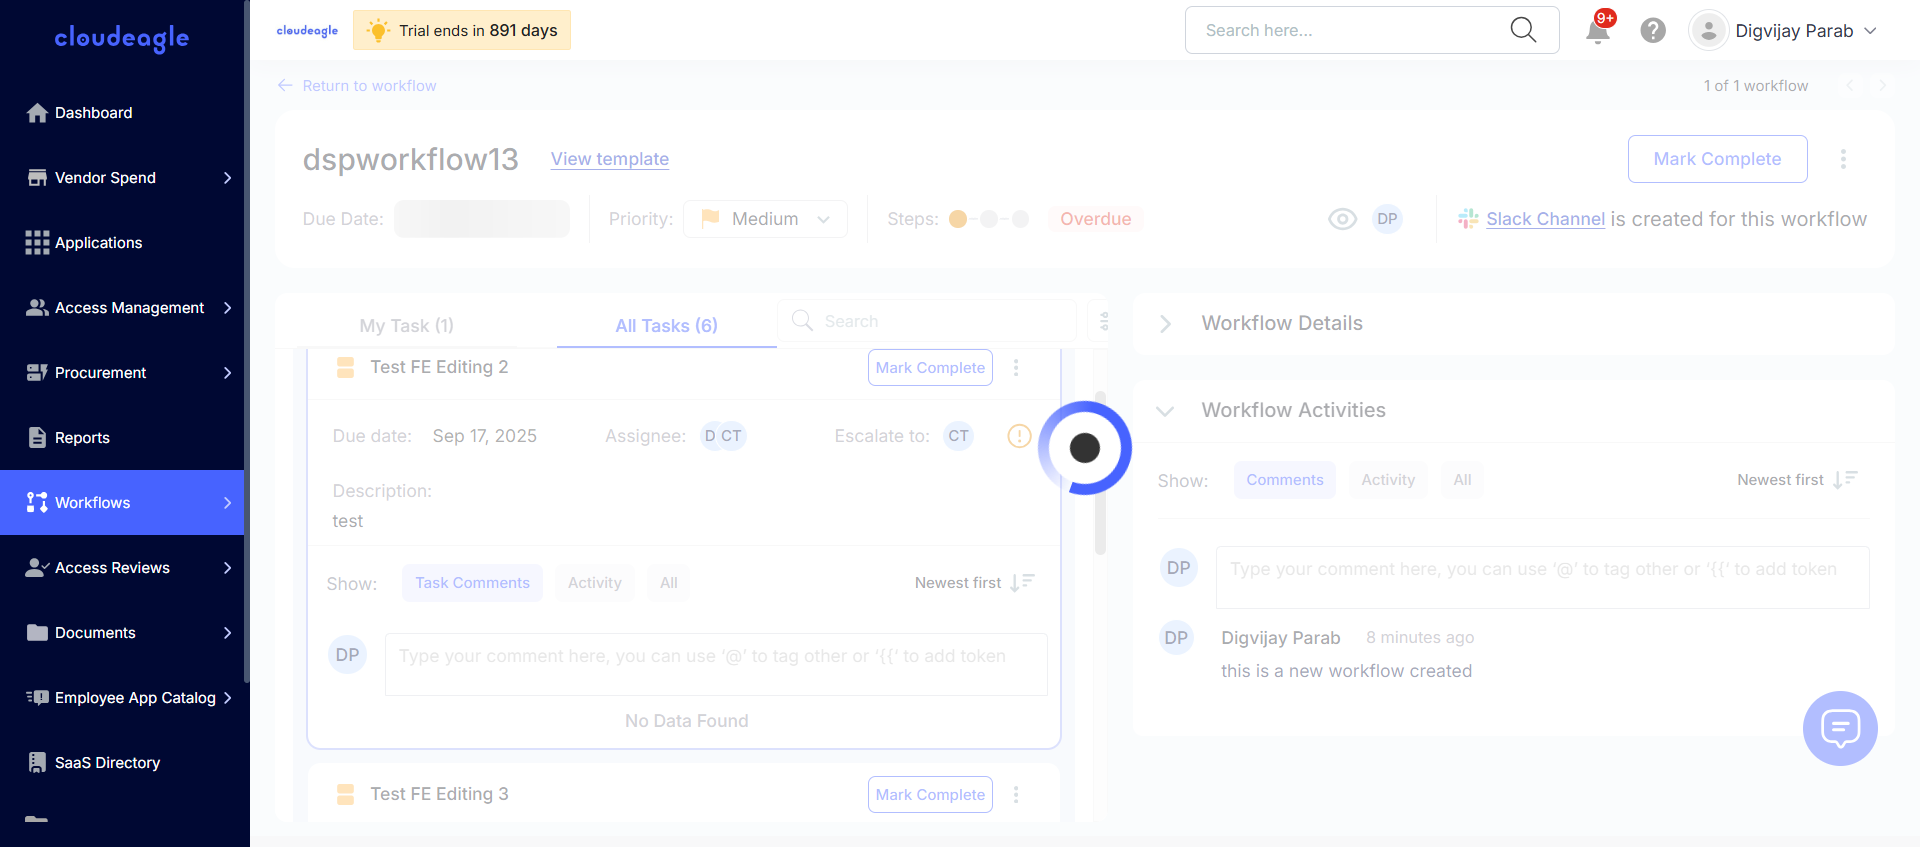 cloudeagle
Dashboard
Vendor Spend
Applications
Access Management
Procurement
Reports
Workflows
Access Reviews
Documents
Employee App Catalog
SaaS Directory
cloudeagle
Trial ends in 891 days
Search here...
9+
Digvijay Parab
Return to workflow
1 of 1 workflow
dspworkflow13
View template
Mark Complete
Due Date:
Priority:
Medium
Steps:
Overdue
DP
Slack Channel is created for this workflow
My Task (1)
All Tasks (6)
Search
Test FE Editing 2
Mark Complete
Due date: Sep 17, 2025
Assignee: D CT
Escalate to: CT
Description:
test
Show:
Task Comments
Activity
All
Newest first
DP
Type your comment here, you can use ‘@’ to tag other or ‘{{’ to add token
No Data Found
Test FE Editing 3
Mark Complete
Workflow Details
Workflow Activities
Show:
Comments
Activity
All
Newest first
DP
Type your comment here, you can use ‘@’ to tag other or ‘{{’ to add token
DP
Digvijay Parab
8 minutes ago
this is a new workflow created